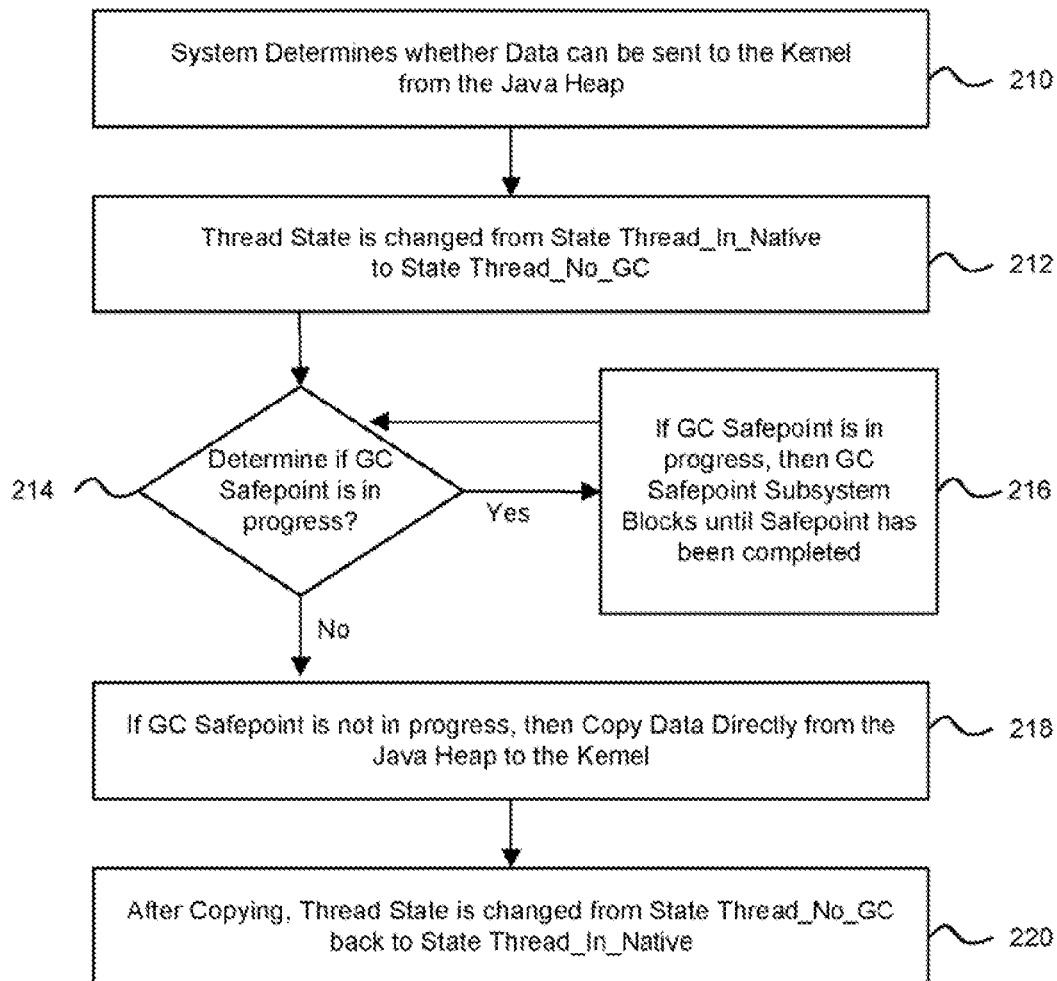 System Determines whether Data can be sent to the Kernel
from the Java Heap
210
Thread State is changed from State Thread_In_Native
to State Thread_No_GC
212
Determine if GC
Safepoint is in
progress?
214
Yes
If GC Safepoint is in
progress, then GC
Safepoint Subsystem
Blocks until Safepoint has
been completed
216
No
If GC Safepoint is not in progress, then Copy Data Directly from the
Java Heap to the Kernel
218
After Copying, Thread State is changed from State Thread_No_GC
back to State Thread_In_Native
220